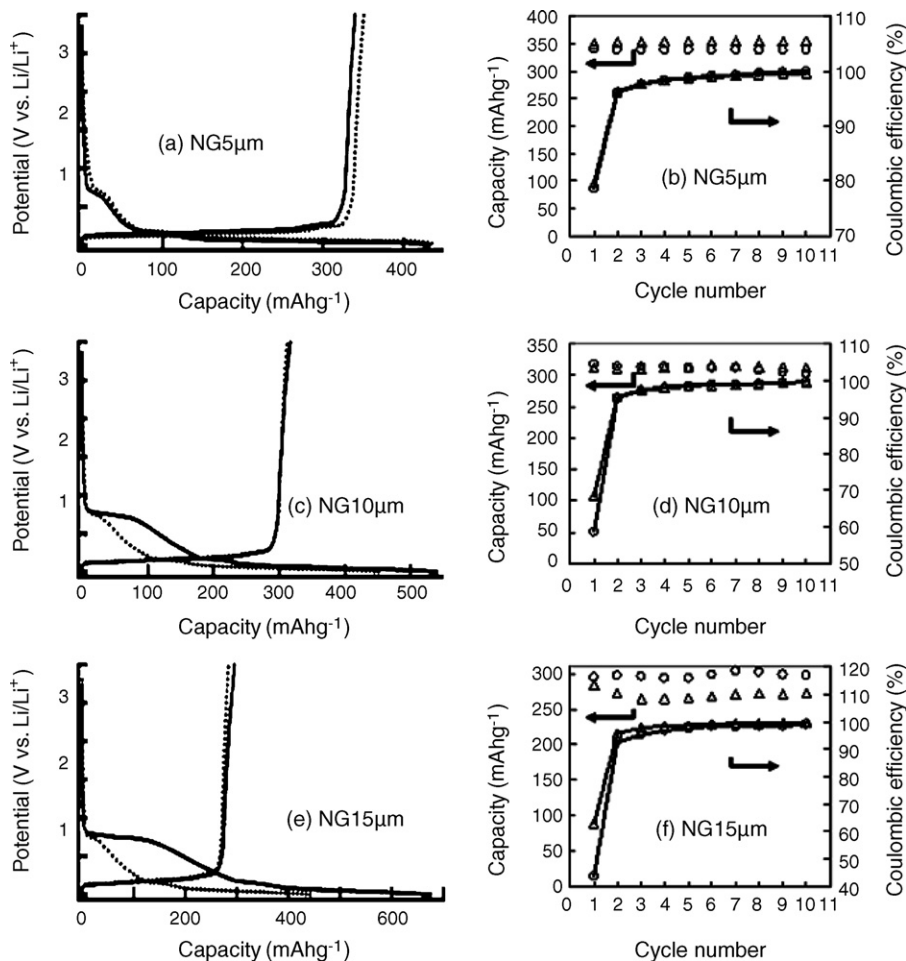 Potential (V vs. Li/Li⁺)
3
2
1
(a) NG5μm
0
100
200
300
400
Capacity (mAhg⁻¹)
Capacity (mAhg⁻¹)
400
350
300
250
200
150
100
50
0
(b) NG5μm
110
100
90
80
70
Coulombic efficiency (%)
0 1 2 3 4 5 6 7 8 9 10 11
Cycle number
Potential (V vs. Li/Li⁺)
3
2
1
(c) NG10μm
0
100
200
300
400
500
Capacity (mAhg⁻¹)
Capacity (mAhg⁻¹)
350
300
250
200
150
100
50
0
(d) NG10μm
110
100
90
80
70
60
50
Coulombic efficiency (%)
0 1 2 3 4 5 6 7 8 9 10 11
Cycle number
Potential (V vs. Li/Li⁺)
3
2
1
(e) NG15μm
0
200
400
600
Capacity (mAhg⁻¹)
Capacity (mAhg⁻¹)
300
250
200
150
100
50
0
(f) NG15μm
120
110
100
90
80
70
60
50
40
Coulombic efficiency (%)
0 1 2 3 4 5 6 7 8 9 10 11
Cycle number